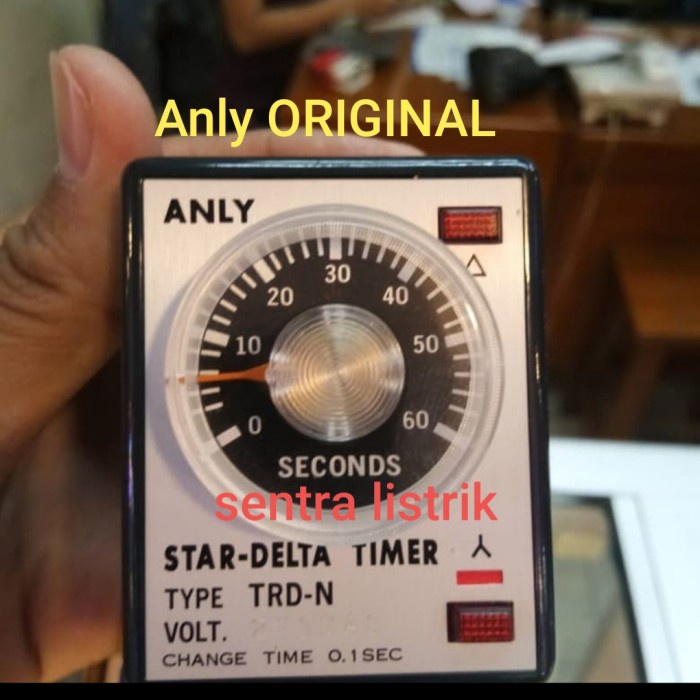 Anly ORIGINAL
ANLY
30
20 40
10 50
0 60
SECONDS
sentra listrik
STAR-DELTA TIMER
TYPE TRD-N
VOLT.
CHANGE TIME 0.1SEC